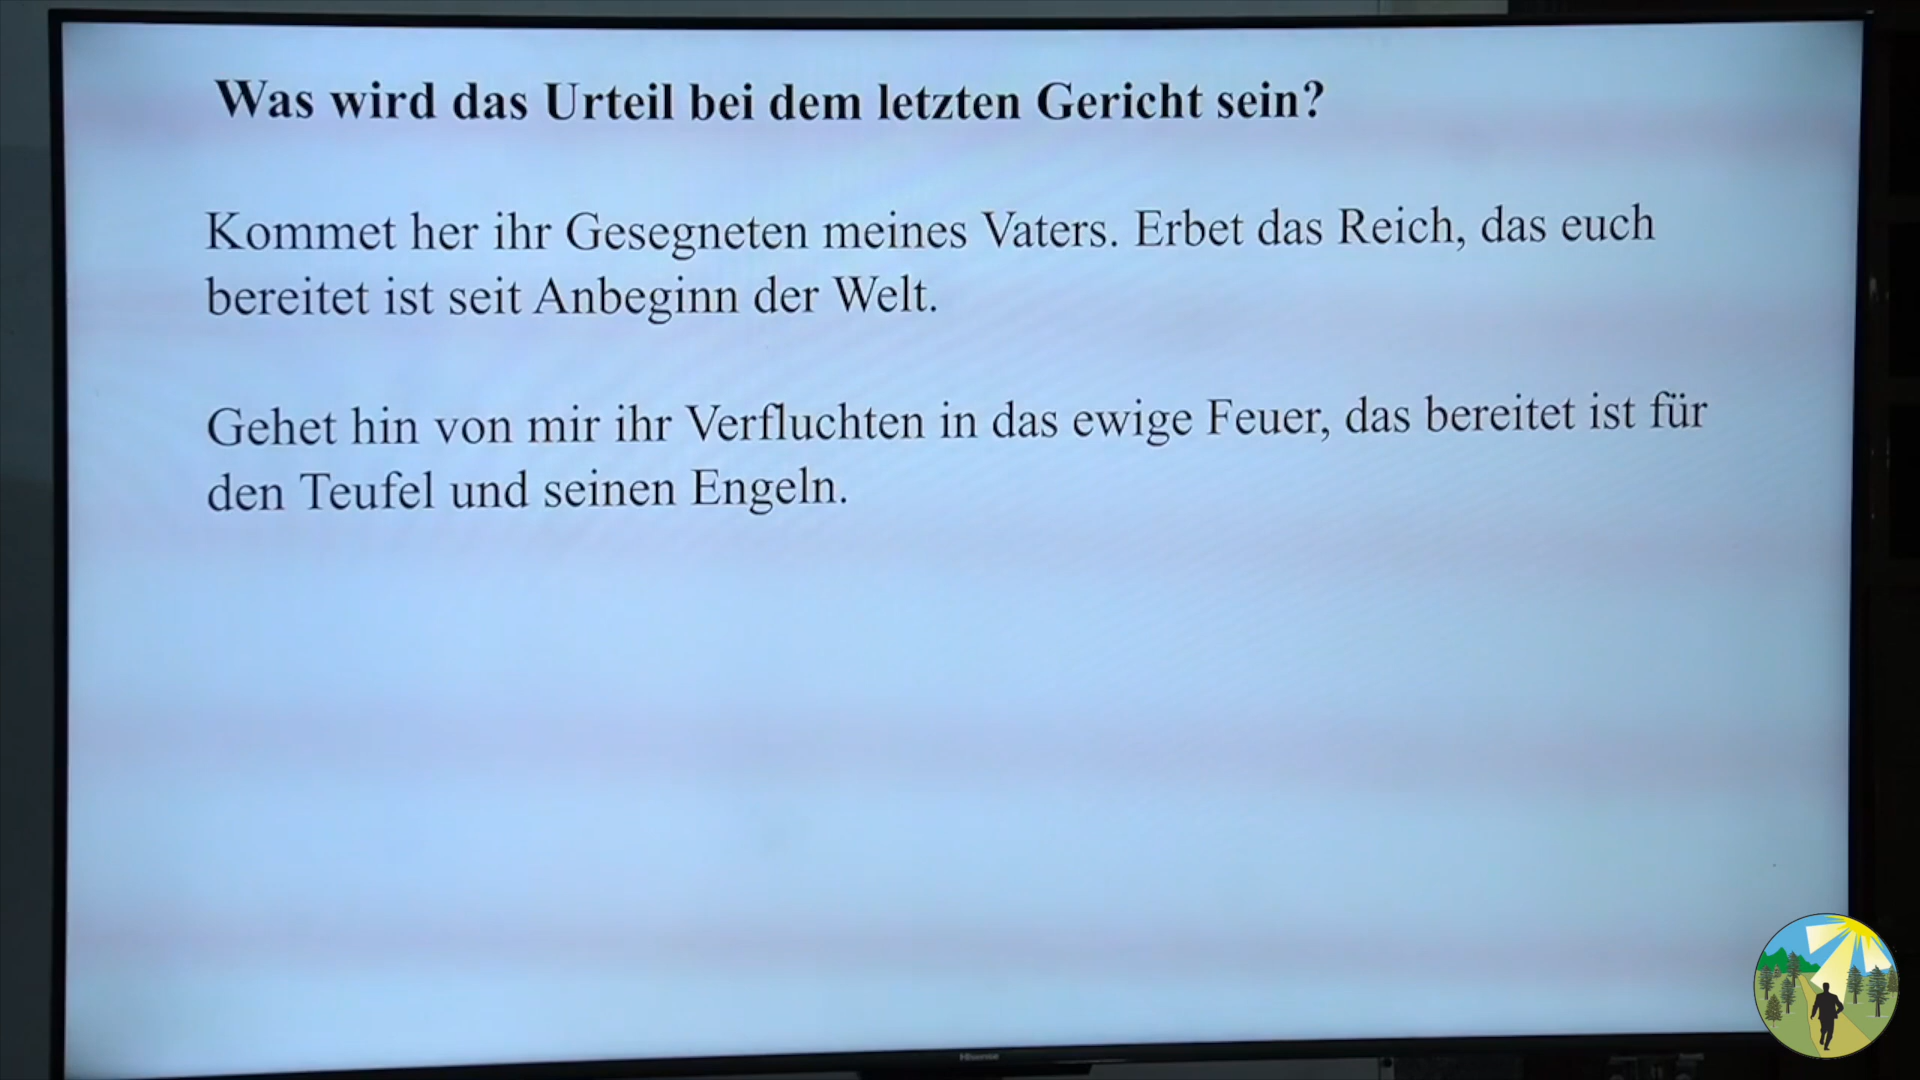 Was wird das Urteil bei dem letzten Gericht sein?
Kommet her ihr Gesegneten meines Vaters. Erbet das Reich, das euch
bereitet ist seit Anbeginn der Welt.
Gehet hin von mir ihr Verfluchten in das ewige Feuer, das bereitet ist für
den Teufel und seinen Engeln.
Hisense